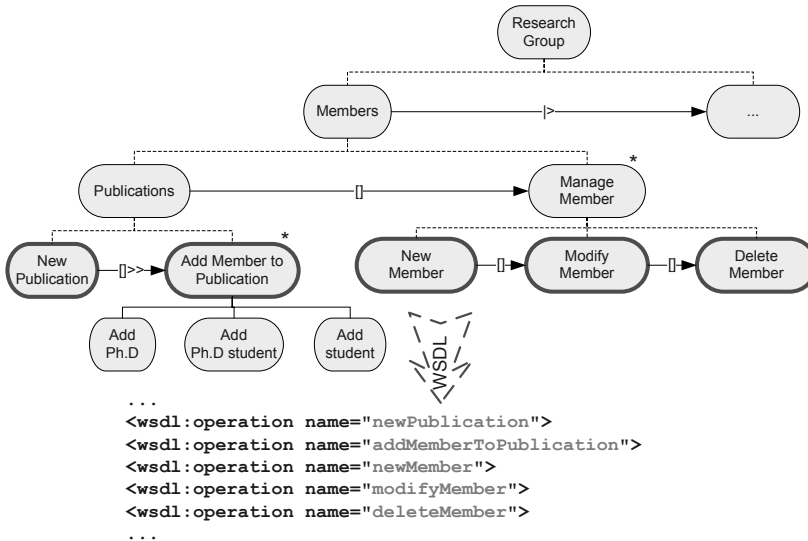 Research
Group
Members
|>
...
Publications
[]
*
Manage
Member
New
Publication
[]>>
*
Add Member to
Publication
New
Member
[]
Modify
Member
[]
Delete
Member
Add
Ph.D
Add
Ph.D student
Add
student
WSDL
...
<wsdl:operation name="newPublication">
<wsdl:operation name="addMemberToPublication">
<wsdl:operation name="newMember">
<wsdl:operation name="modifyMember">
<wsdl:operation name="deleteMember">
...